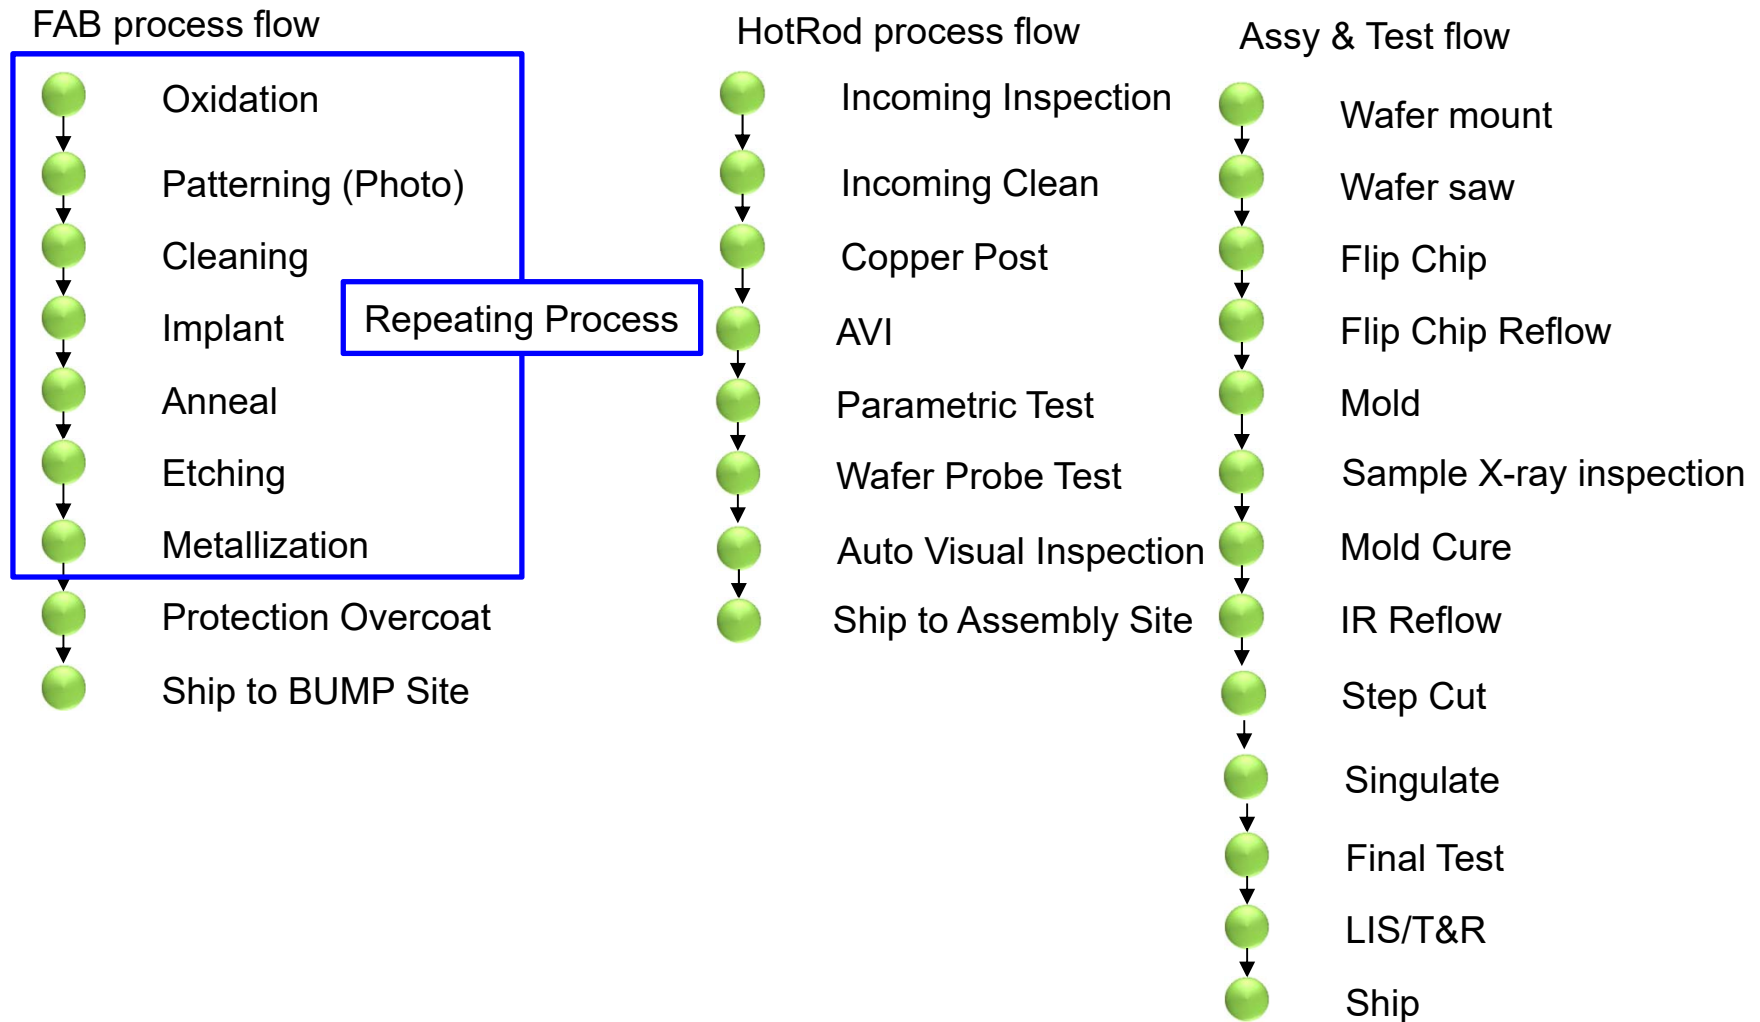 FAB process flow
Oxidation
Patterning (Photo)
Cleaning
Implant
Repeating Process
Anneal
Etching
Metallization
Protection Overcoat
Ship to BUMP Site
HotRod process flow
Incoming Inspection
Incoming Clean
Copper Post
AVI
Parametric Test
Wafer Probe Test
Auto Visual Inspection
Ship to Assembly Site
Assy & Test flow
Wafer mount
Wafer saw
Flip Chip
Flip Chip Reflow
Mold
Sample X-ray inspection
Mold Cure
IR Reflow
Step Cut
Singulate
Final Test
LIS/T&R
Ship